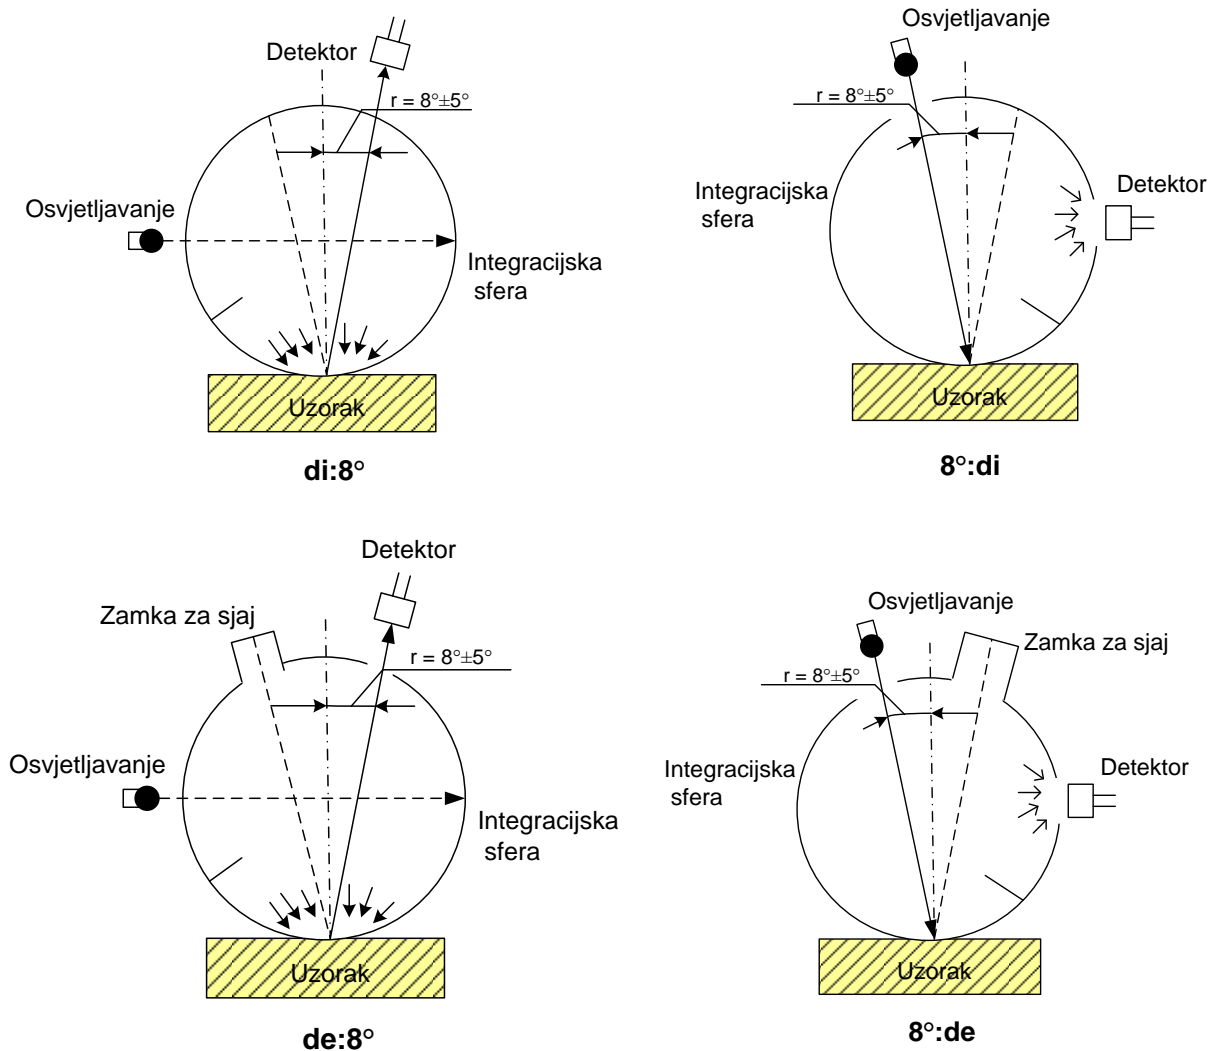 Detektor
r = 8°±5°
Osvjetljavanje
Integracijska
sfera
Uzorak
di:8°
Osvjetljavanje
r = 8°±5°
Integracijska
sfera
Detektor
Uzorak
8°:di
Detektor
Zamka za sjaj
r = 8°±5°
Osvjetljavanje
Integracijska
sfera
Uzorak
de:8°
Osvjetljavanje
Zamka za sjaj
r = 8°±5°
Integracijska
sfera
Detektor
Uzorak
8°:de